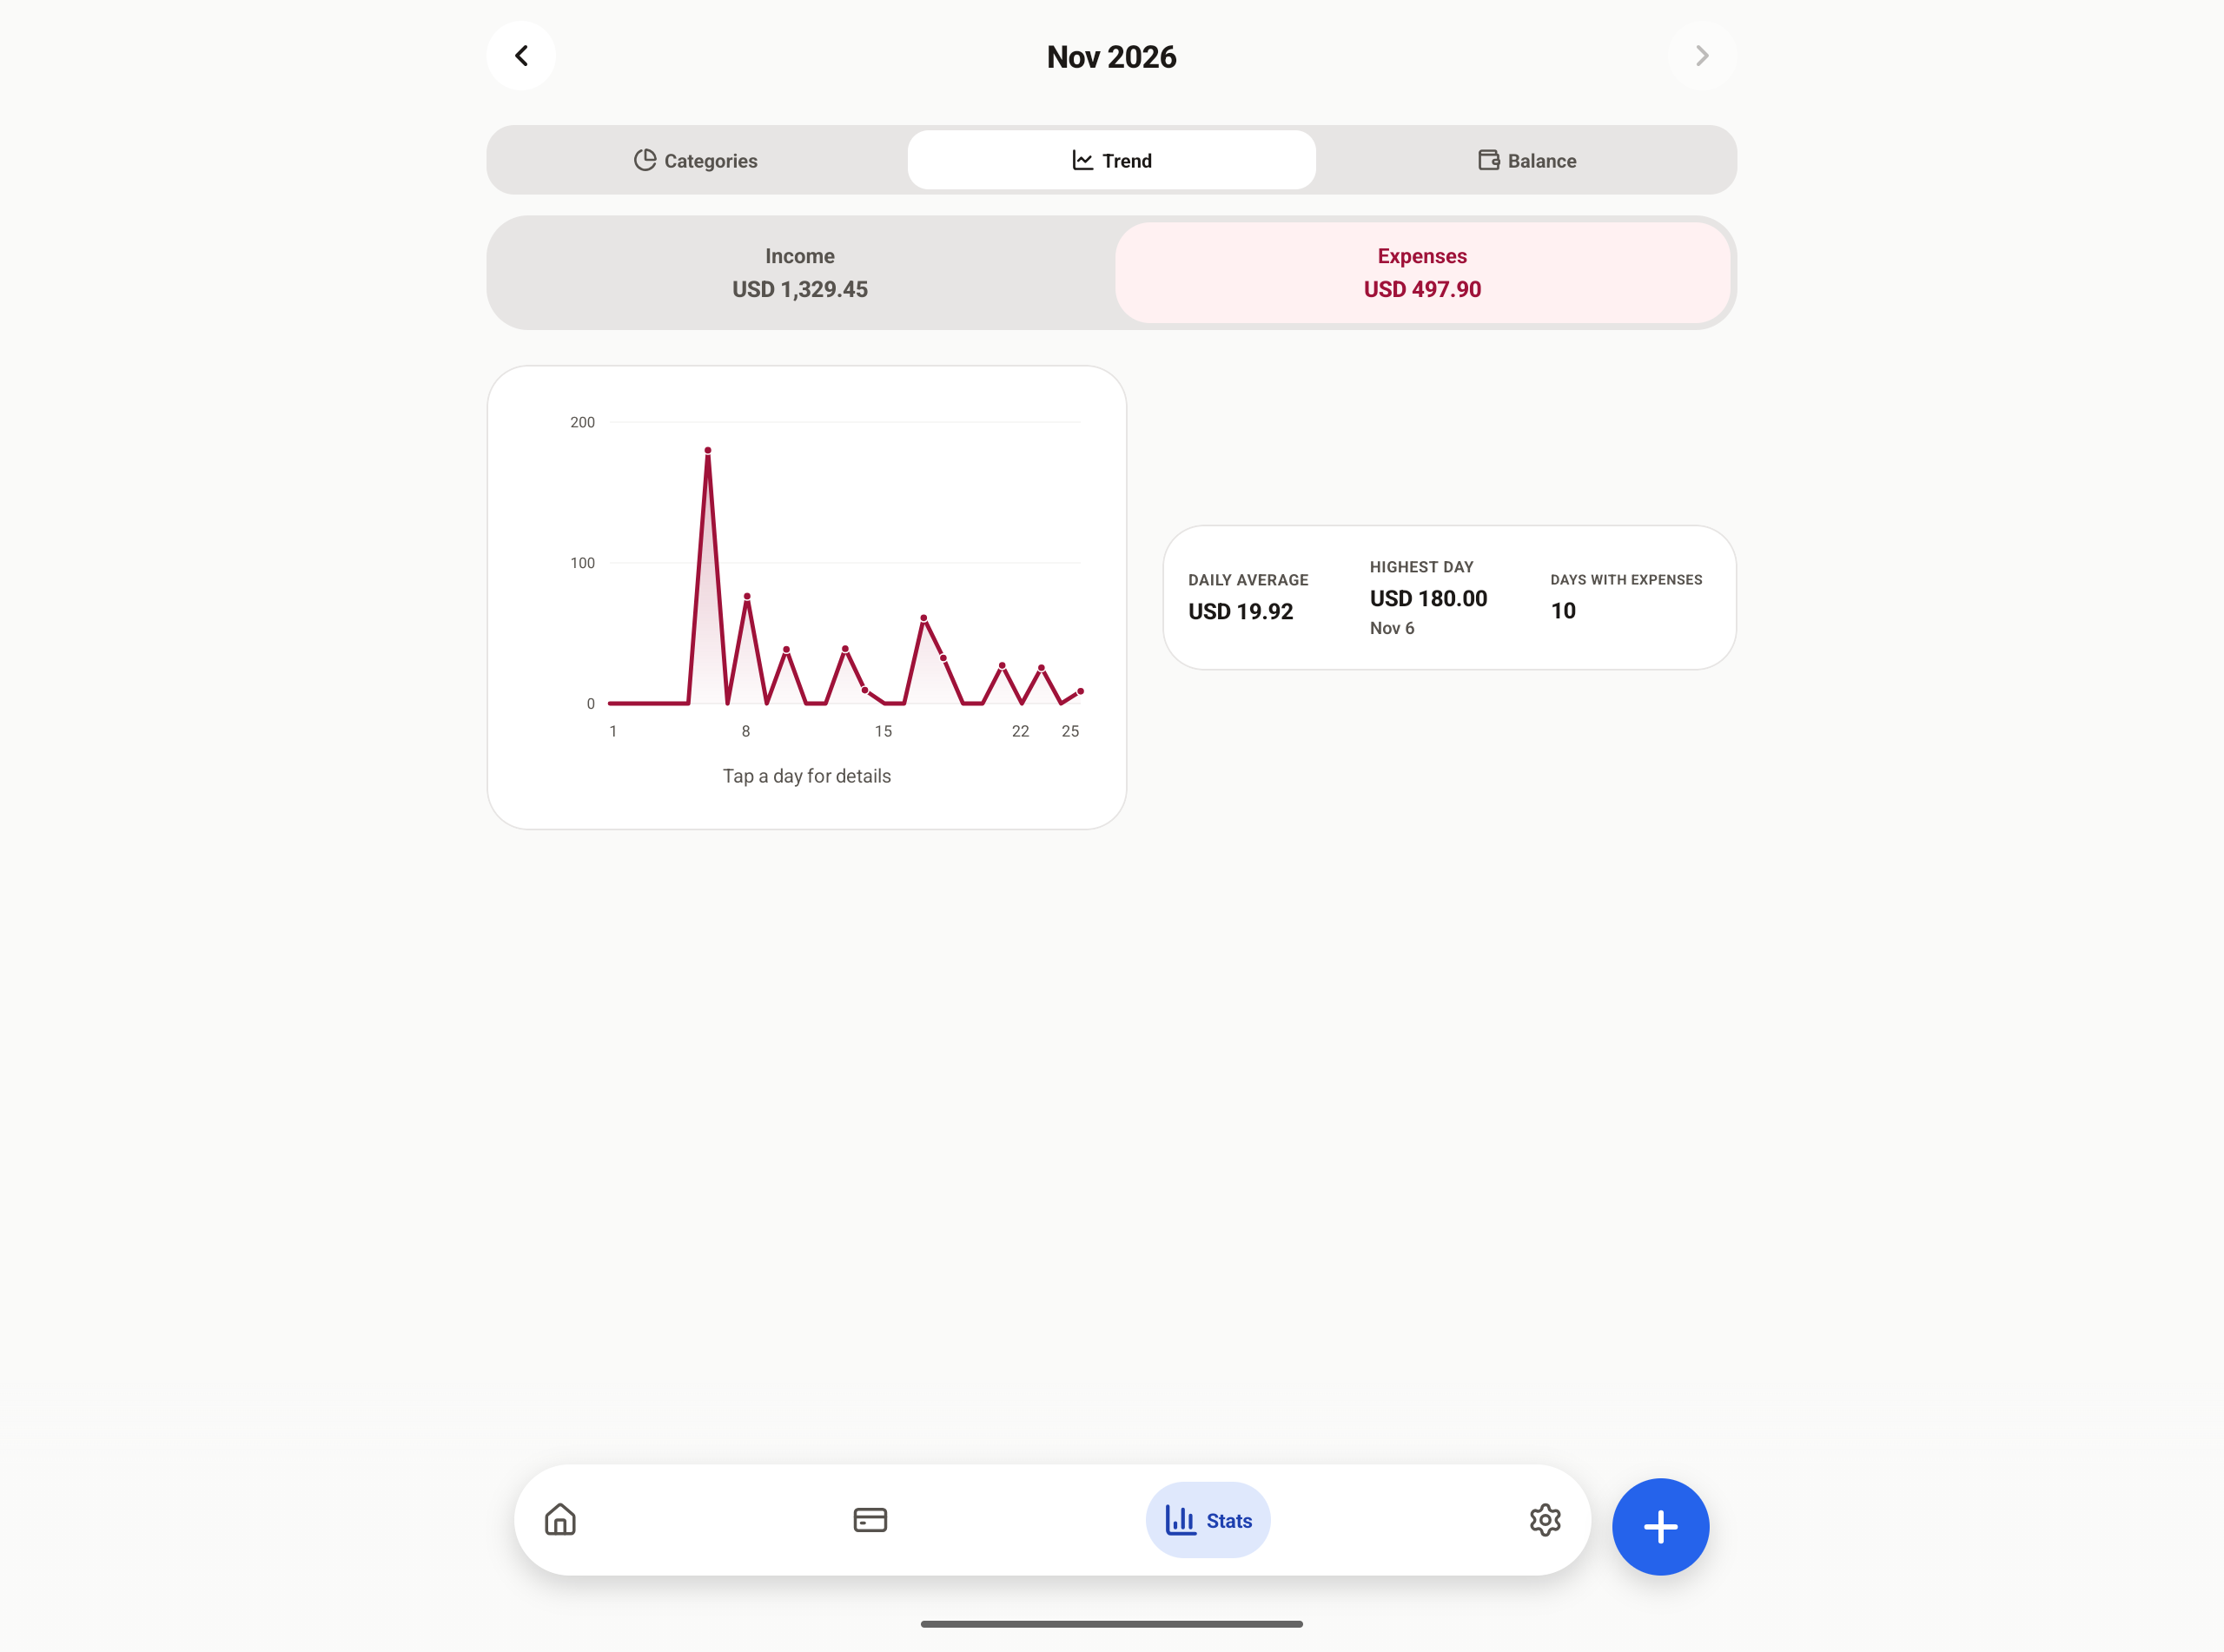 Nov 2026
Categories
Trend
Balance
Income
USD 1,329.45
Expenses
USD 497.90
200
100
0
1
8
15
22
25
Tap a day for details
DAILY AVERAGE
USD 19.92
HIGHEST DAY
USD 180.00
Nov 6
DAYS WITH EXPENSES
10
Stats